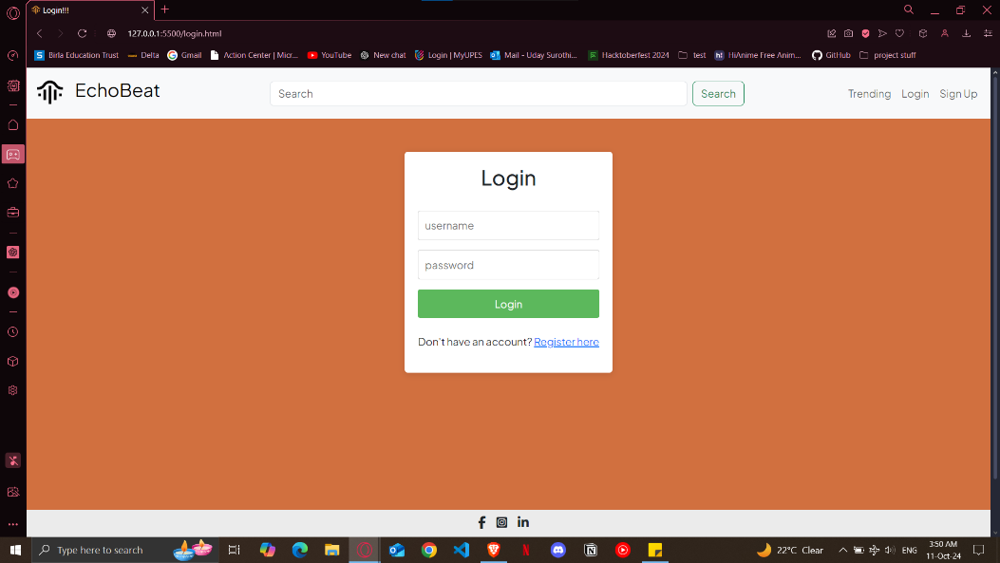 Login!!!
127.0.0.1:5500/login.html
Birla Education Trust
Delta
Gmail
Action Center | Micr...
YouTube
New chat
Login | MyUPES
Mail - Uday Surothi...
Hacktoberfest 2024
test
HiAnime Free Anim...
GitHub
project stuff
EchoBeat
Search
Search
Trending
Login
Sign Up
Login
username
password
Login
Don't have an account? Register here
Type here to search
22°C Clear
ENG
3:50 AM
11-Oct-24